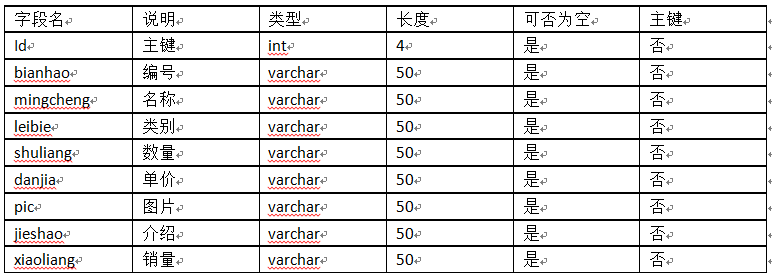 字段名 说明 类型 长度 可否为空 主键
Id 主键 int 4 是 否
bianhao 编号 varchar 50 是 否
mingcheng 名称 varchar 50 是 否
leibie 类别 varchar 50 是 否
shuliang 数量 varchar 50 是 否
danjia 单价 varchar 50 是 否
pic 图片 varchar 50 是 否
jieshao 介绍 varchar 50 是 否
xiaoliang 销量 varchar 50 是 否